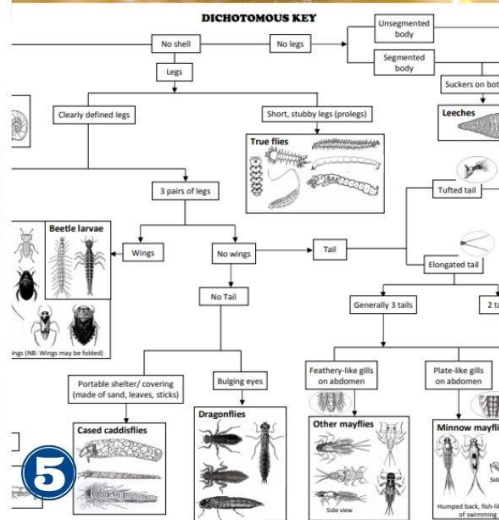 DICHOTOMOUS KEY
No shell
No legs
Unsegmented
body
Segmented
body
Legs
Suckers on bot
Leeches
Clearly defined legs
Short, stubby legs (prolegs)
True flies
3 pairs of legs
Tufted tail
Beetle larvae
Wings
No wings
Tail
Elongated tail
No Tail
Generally 3 tails
2 ta
ings (NB: Wings may be folded)
Portable shelter/ covering
(made of sand, leaves, sticks)
Bulging eyes
Feathery-like gills
on abdomen
Plate-like gills
on abdomen
Cased caddisflies
Dragonflies
Other mayflies
Minnow mayfli
Side view
Sid
Humped back, fish-li
of swimming
5